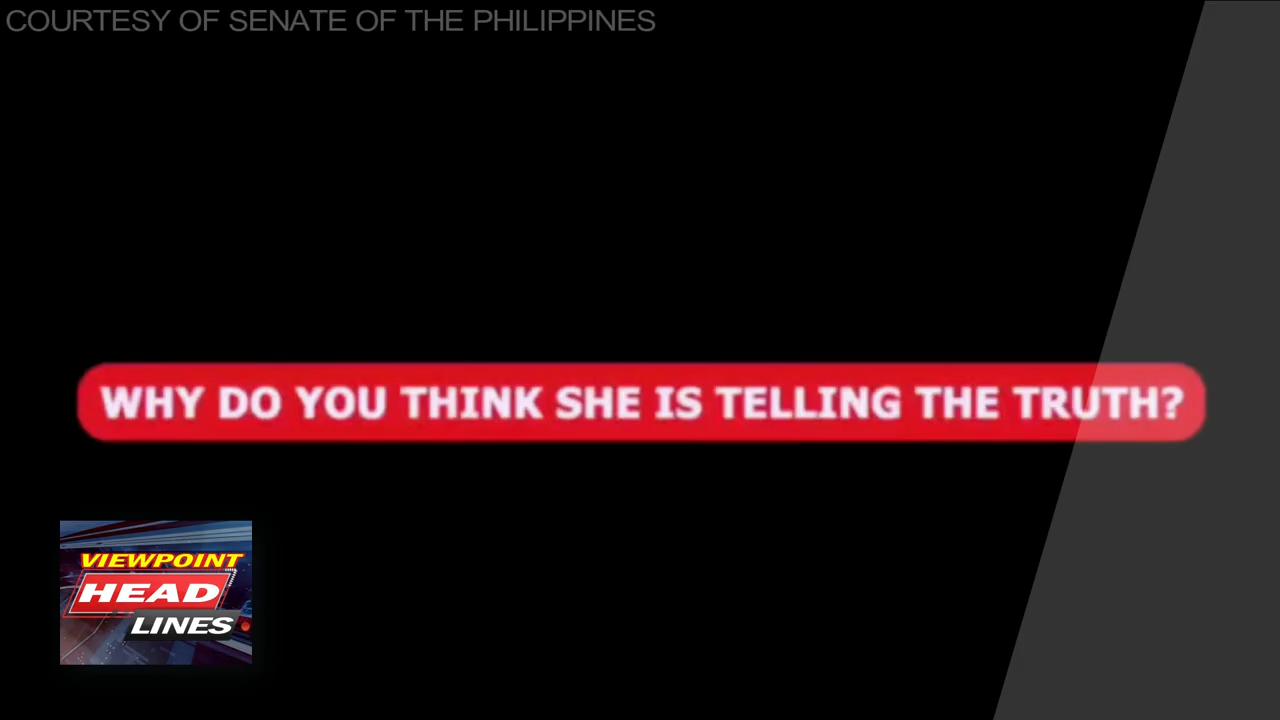 COURTESY OF SENATE OF THE PHILIPPINES
WHY DO YOU THINK SHE IS TELLING THE TRUTH?
VIEWPOINT
HEAD
LINES